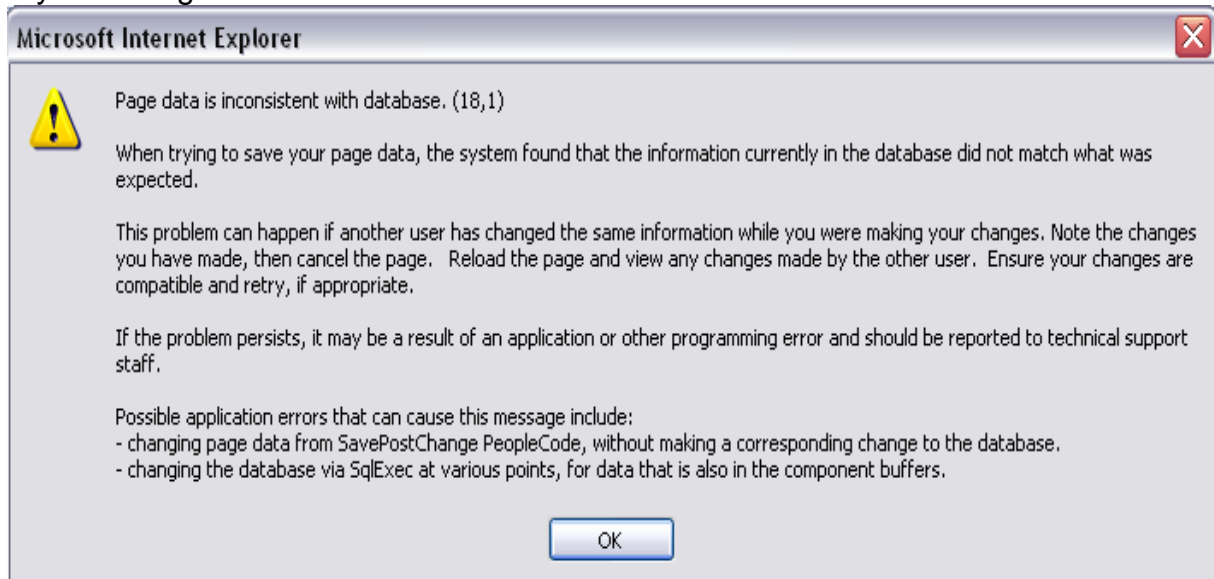 Microsoft Internet Explorer
Page data is inconsistent with database. (18,1)
When trying to save your page data, the system found that the information currently in the database did not match what was
expected.
This problem can happen if another user has changed the same information while you were making your changes. Note the changes
you have made, then cancel the page.  Reload the page and view any changes made by the other user.  Ensure your changes are
compatible and retry, if appropriate.
If the problem persists, it may be a result of an application or other programming error and should be reported to technical support
staff.
Possible application errors that can cause this message include:
- changing page data from SavePostChange PeopleCode, without making a corresponding change to the database.
- changing the database via SqlExec at various points, for data that is also in the component buffers.
OK